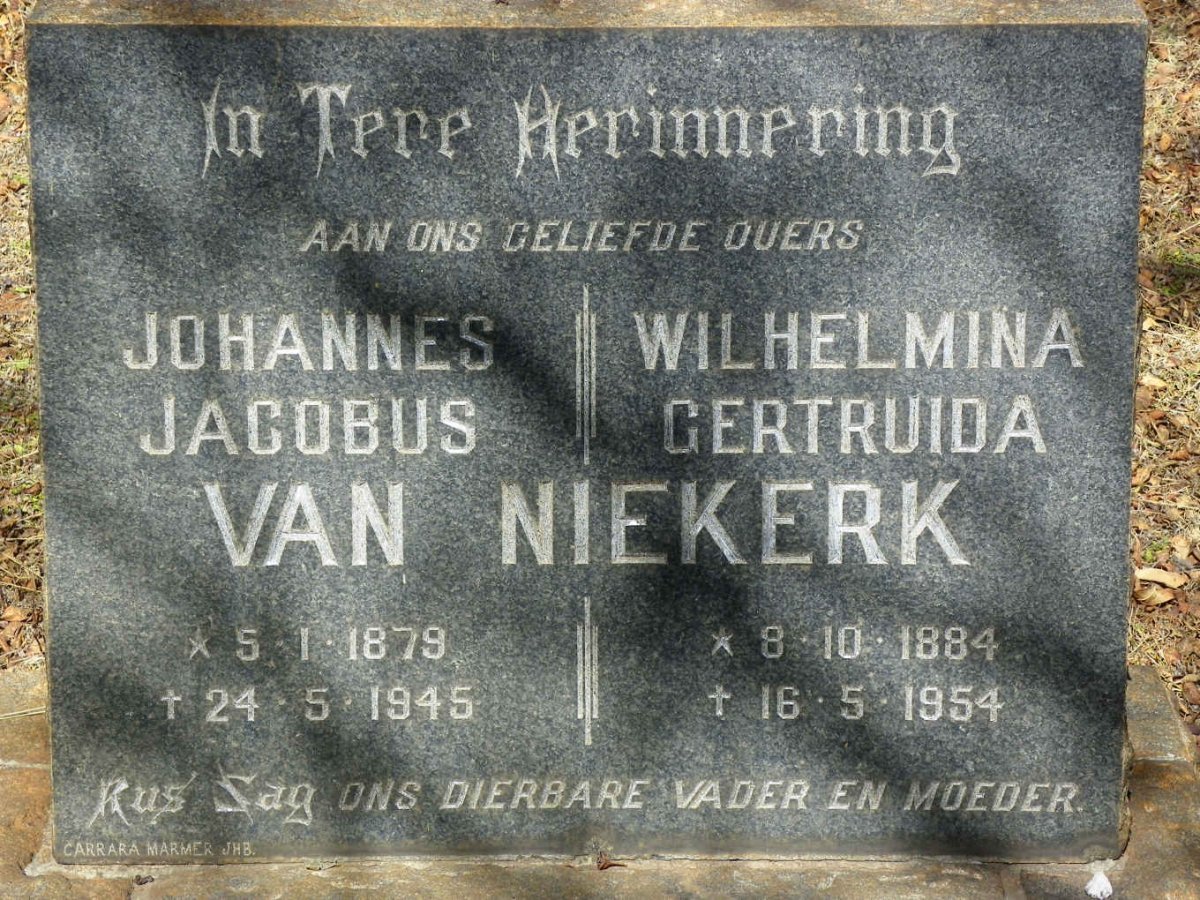 In Tere Herinnering
AAN ONS GELIEFDE OUERS
JOHANNES
JACOBUS
WILHELMINA
GERTRUIDA
VAN NIEKERK
* 5 · 1 · 1879
† 24 · 5 · 1945
* 8 · 10 · 1884
† 16 · 5 · 1954
Rus Sag ONS DIERBARE VADER EN MOEDER.
CARRARA MARMER JHB.